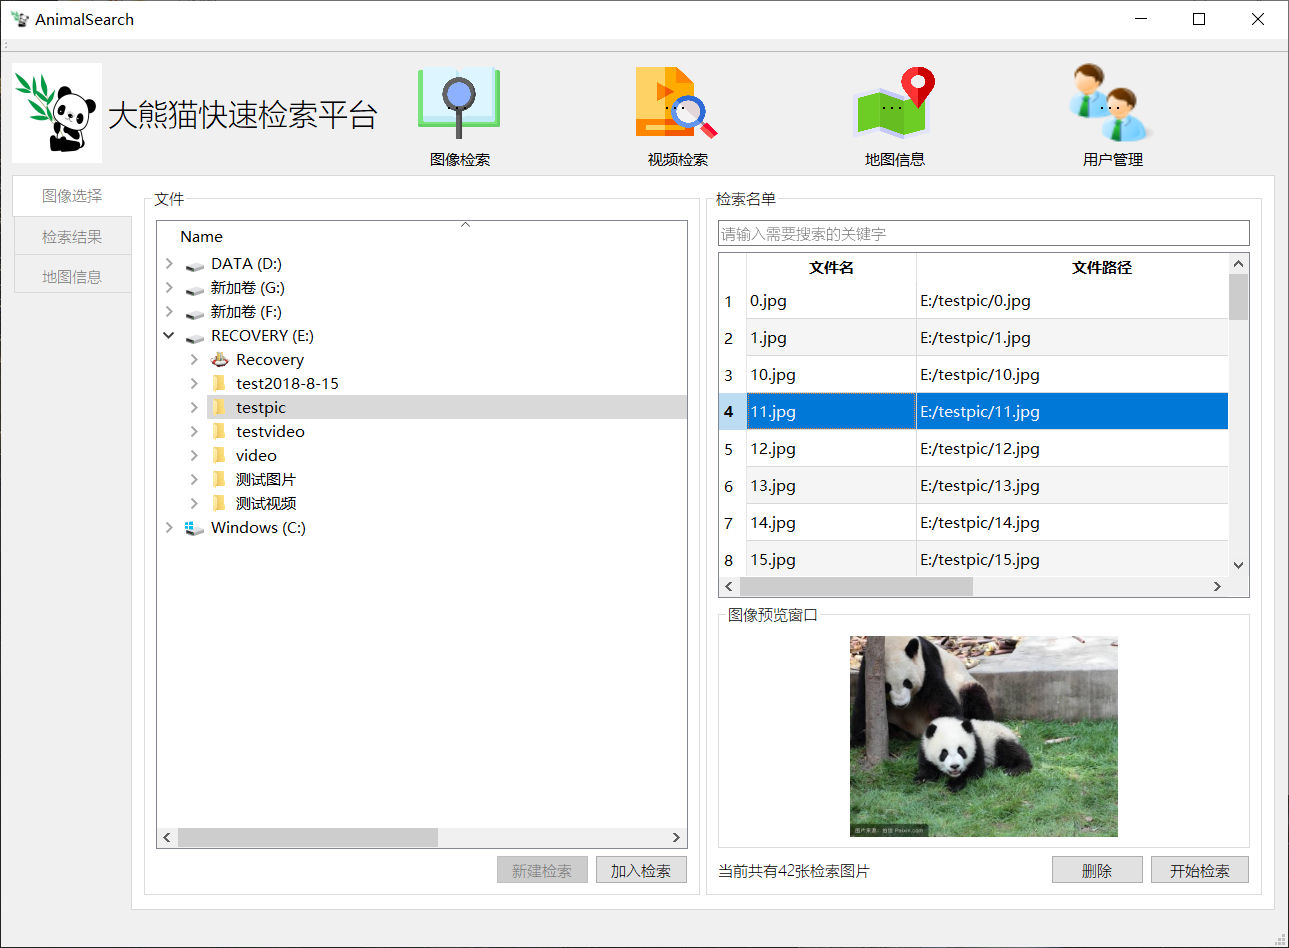 AnimalSearch
大熊猫快速检索平台
图像检索
视频检索
地图信息
用户管理
图像选择
检索结果
地图信息
文件
Name
DATA (D:)
新加卷 (G:)
新加卷 (F:)
RECOVERY (E:)
Recovery
test2018-8-15
testpic
testvideo
video
测试图片
测试视频
Windows (C:)
新建检索
加入检索
检索名单
请输入需要搜索的关键字
文件名 文件路径
1 0.jpg E:/testpic/0.jpg
2 1.jpg E:/testpic/1.jpg
3 10.jpg E:/testpic/10.jpg
4 11.jpg E:/testpic/11.jpg
5 12.jpg E:/testpic/12.jpg
6 13.jpg E:/testpic/13.jpg
7 14.jpg E:/testpic/14.jpg
8 15.jpg E:/testpic/15.jpg
图像预览窗口
当前共有42张检索图片
删除
开始检索